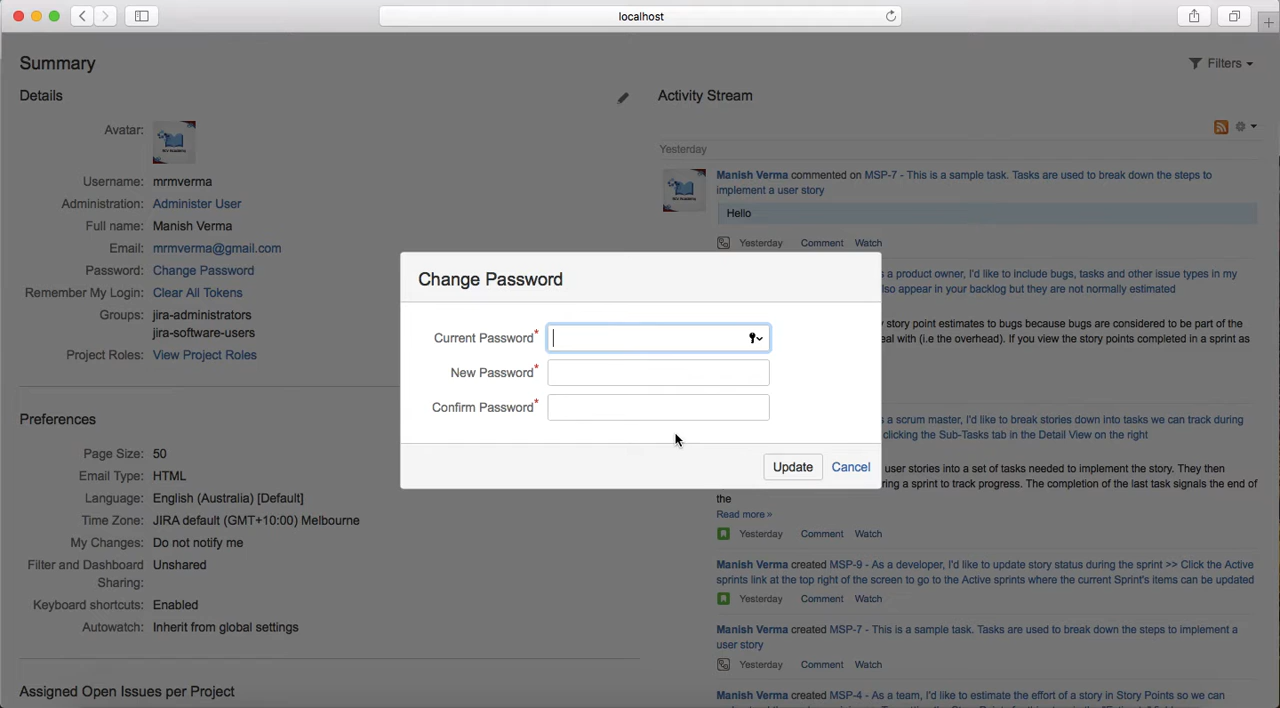 localhost
Summary
Filters
Details
Activity Stream
Avatar:
Username: mrmverma
Administration: Administer User
Full name: Manish Verma
Email: mrmverma@gmail.com
Password: Change Password
Remember My Login: Clear All Tokens
Groups: jira-administrators
jira-software-users
Project Roles: View Project Roles
Preferences
Page Size: 50
Email Type: HTML
Language: English (Australia) [Default]
Time Zone: JIRA default (GMT+10:00) Melbourne
My Changes: Do not notify me
Filter and Dashboard Unshared
Sharing:
Keyboard shortcuts: Enabled
Autowatch: Inherit from global settings
Assigned Open Issues per Project
Change Password
Current Password*
New Password*
Confirm Password*
Update Cancel
Yesterday
Manish Verma commented on MSP-7 - This is a sample task. Tasks are used to break down the steps to
implement a user story
Hello
Yesterday Comment Watch
s a product owner, I'd like to include bugs, tasks and other issue types in my
lso appear in your backlog but they are not normally estimated
story point estimates to bugs because bugs are considered to be part of the
eal with (i.e the overhead). If you view the story points completed in a sprint as
s a scrum master, I'd like to break stories down into tasks we can track during
clicking the Sub-Tasks tab in the Detail View on the right
user stories into a set of tasks needed to implement the story. They then
ring a sprint to track progress. The completion of the last task signals the end of
the
Read more »
Yesterday Comment Watch
Manish Verma created MSP-9 - As a developer, I'd like to update story status during the sprint >> Click the Active
sprints link at the top right of the screen to go to the Active sprints where the current Sprint's items can be updated
Yesterday Comment Watch
Manish Verma created MSP-7 - This is a sample task. Tasks are used to break down the steps to implement a
user story
Yesterday Comment Watch
Manish Verma created MSP-4 - As a team, I'd like to estimate the effort of a story in Story Points so we can